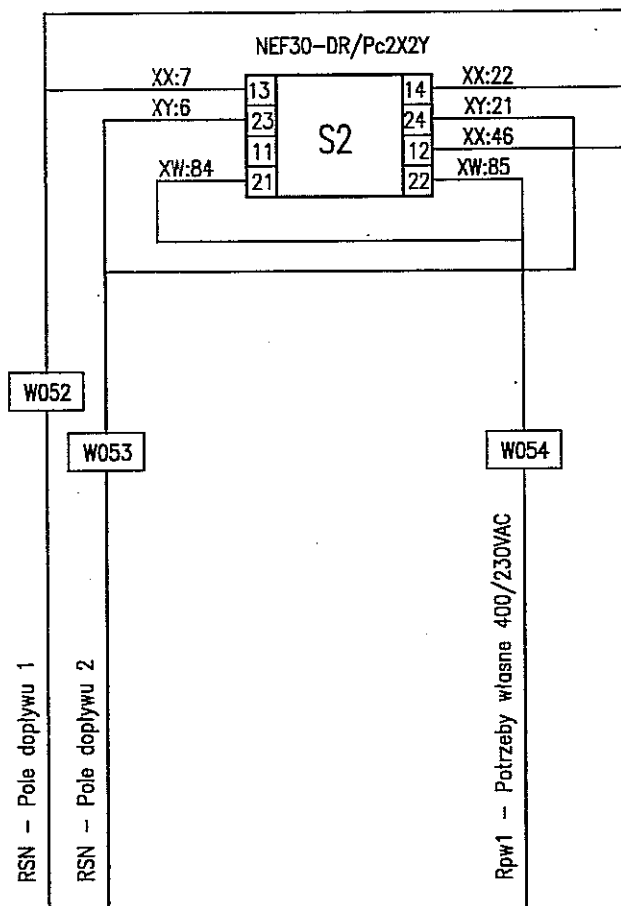 NEF30-DR/Pc2X2Y
XX:7 13 14 XX:22
XY:6 23 24 XY:21
S2
11 12 XX:46
XW:84 21 22 XW:85
W052
W053
W054
RSN – Pole dopływu 1
RSN – Pole dopływu 2
Rpw1 – Potrzeby własne 400/230VAC